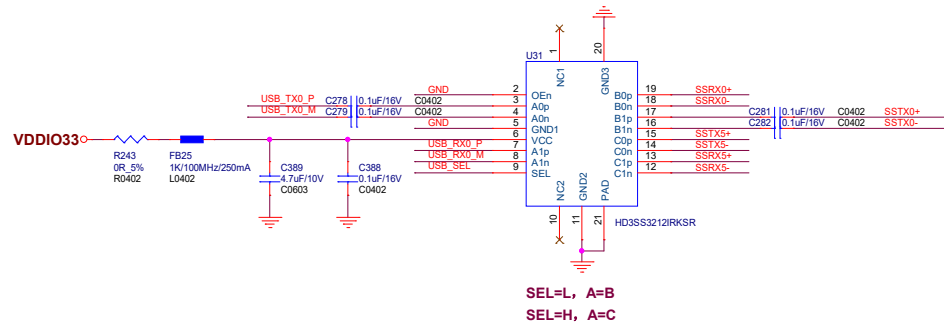 U31
1
NC1
20
GND3
GND
2
OEn
B0p
19
SSRX0+
USB_TX0_P
C278
0.1uF/16V
C0402
3
A0p
B0n
18
SSRX0-
USB_TX0_M
C279
0.1uF/16V
C0402
4
A0n
B1p
17
C281
0.1uF/16V
C0402
SSTX0+
GND
5
GND1
B1n
16
C282
0.1uF/16V
C0402
SSTX0-
VDDIO33
6
VCC
C0p
15
SSTX5+
USB_RX0_P
7
A1p
C0n
14
SSTX5-
USB_RX0_M
8
A1n
C1p
13
SSRX5+
USB_SEL
9
SEL
C1n
12
SSRX5-
R243
0R_5%
R0402
FB25
1K/100MHz/250mA
L0402
C389
4.7uF/10V
C0603
C388
0.1uF/16V
C0402
NC2
10
GND2
11
PAD
21
HD3SS3212IRKSR
SEL=L, A=B
SEL=H, A=C